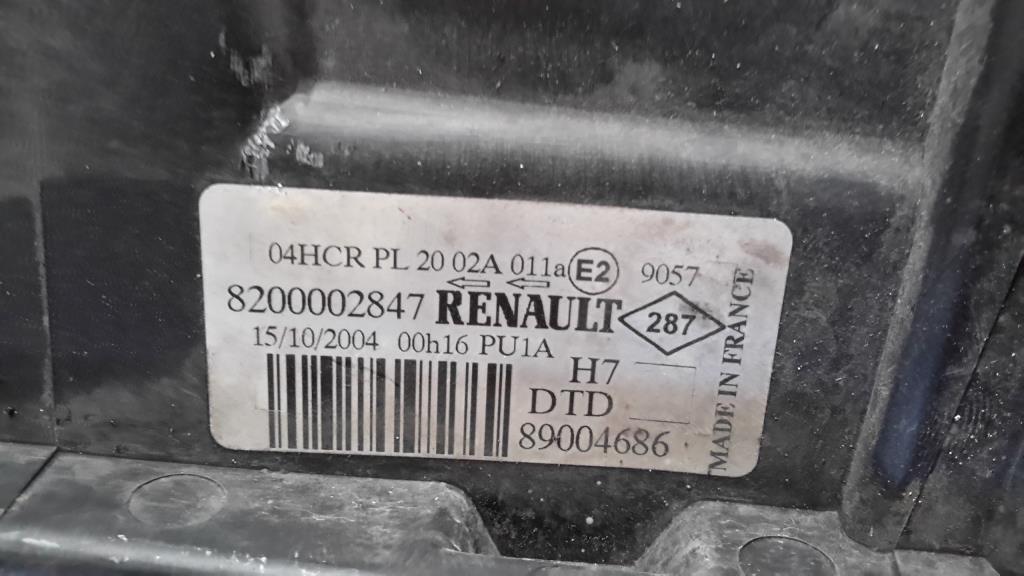 04HCR PL 20 02A 011a E2 9057
8200002847 RENAULT 287
15/10/2004 00h16 PU1A
H7
DTD
89004686
MADE IN FRANCE